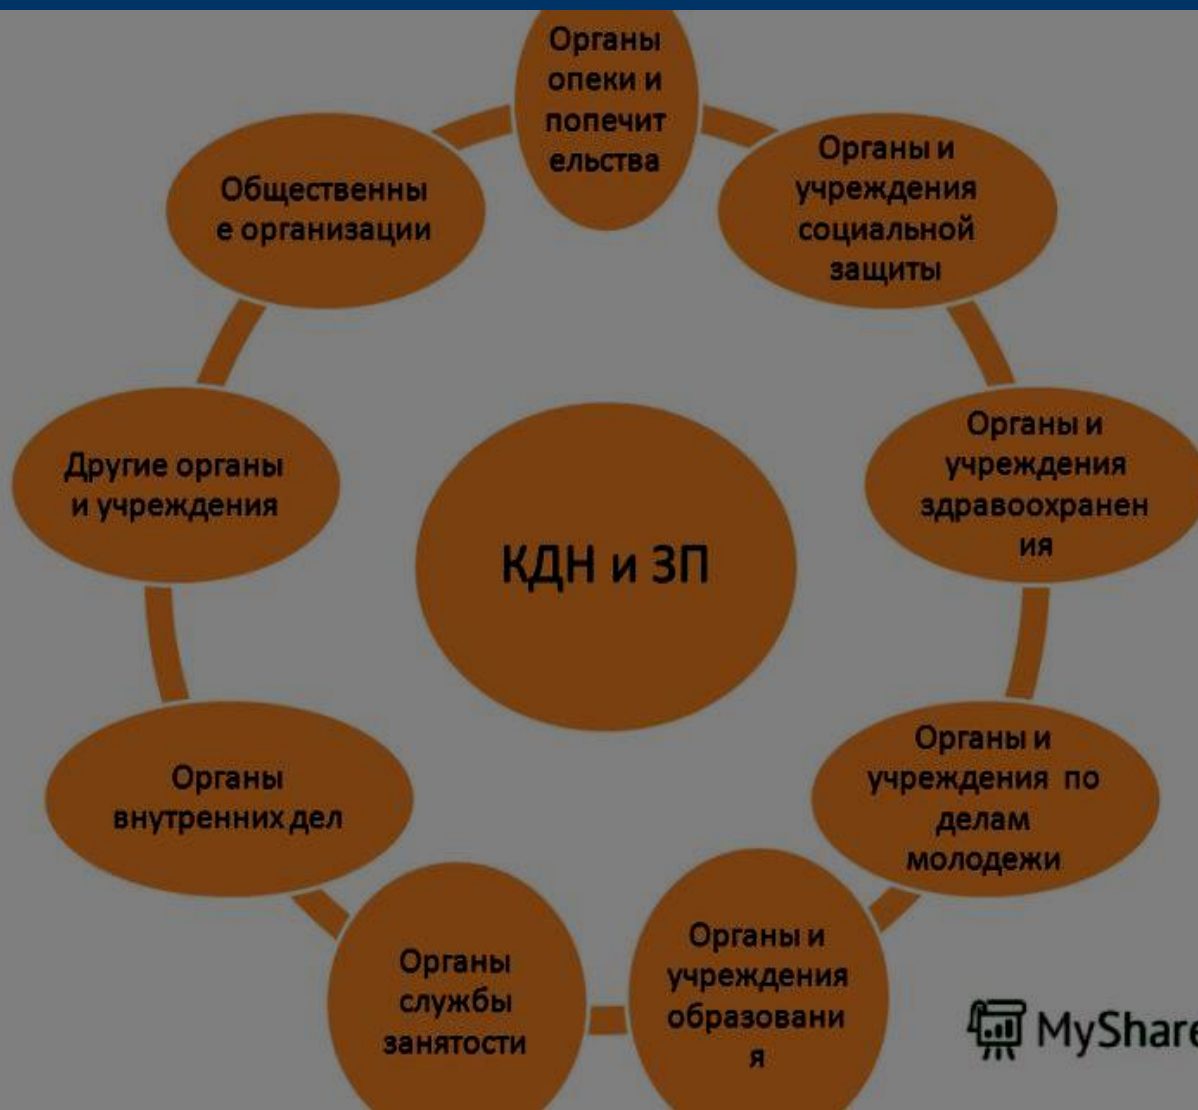 Органы
опеки и
попечит
ельства
Органы и
учреждения
социальной
защиты
Органы и
учреждения
здравоохранен
ия
Органы и
учреждения по
делам
молодежи
Органы и
учреждения
образовани
я
Органы
службы
занятости
Органы
внутренних дел
Другие органы
и учреждения
Общественны
е организации
КДН и ЗП
MyShare